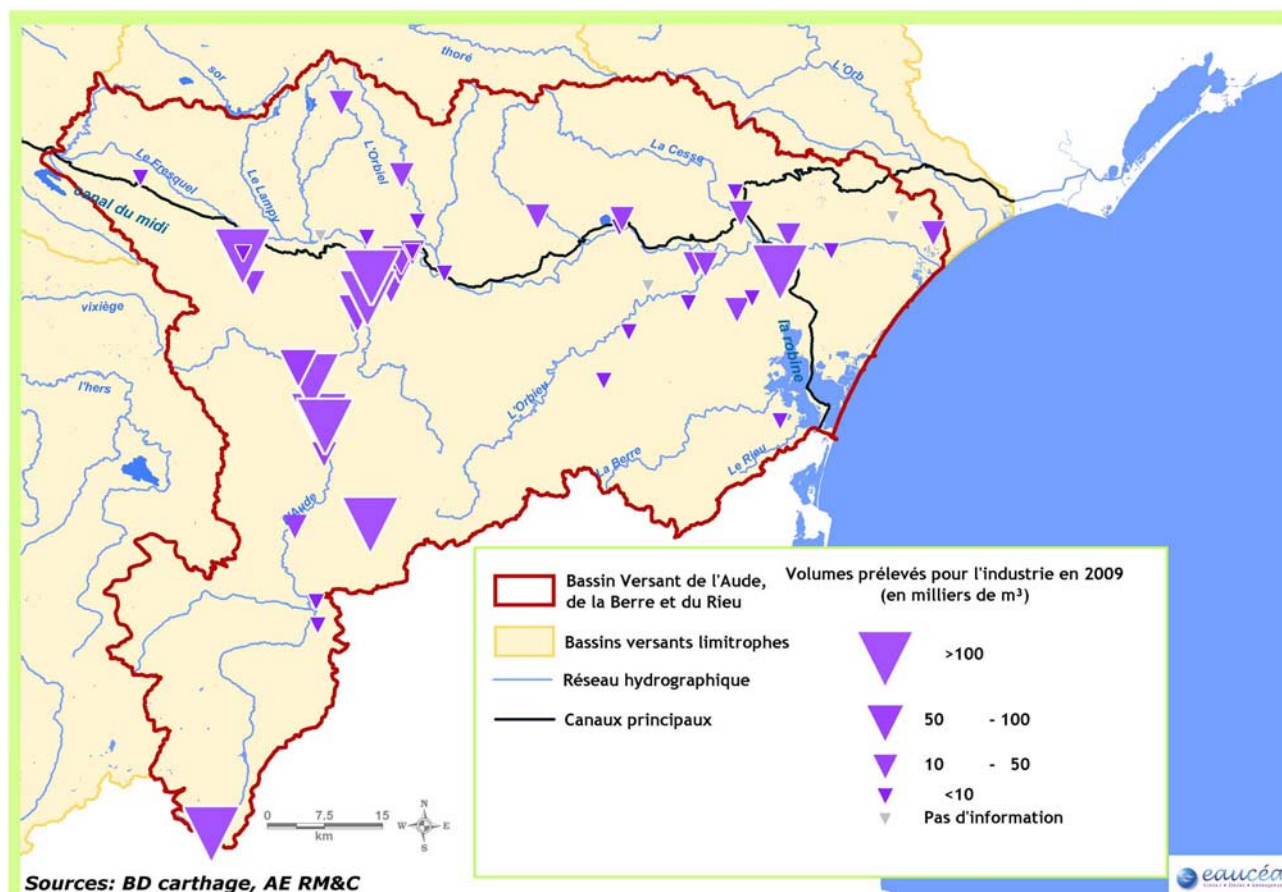 thoré
sor
L'Orb
La Cesse
L'Orbiel
Le Fresquel
Le Lampy
canal du midi
vixiège
la robine
l'hers
L'Orbieu
La Berre
Le Rieu
l'Aude
Bassin Versant de l'Aude,
de la Berre et du Rieu
Bassins versants limitrophes
Réseau hydrographique
Canaux principaux
Volumes prélevés pour l'industrie en 2009
(en milliers de m³)
>100
50 - 100
10 - 50
<10
Pas d'information
0 7.5 15
km
N
W E
S
Sources: BD carthage, AE RM&C
eaucéa